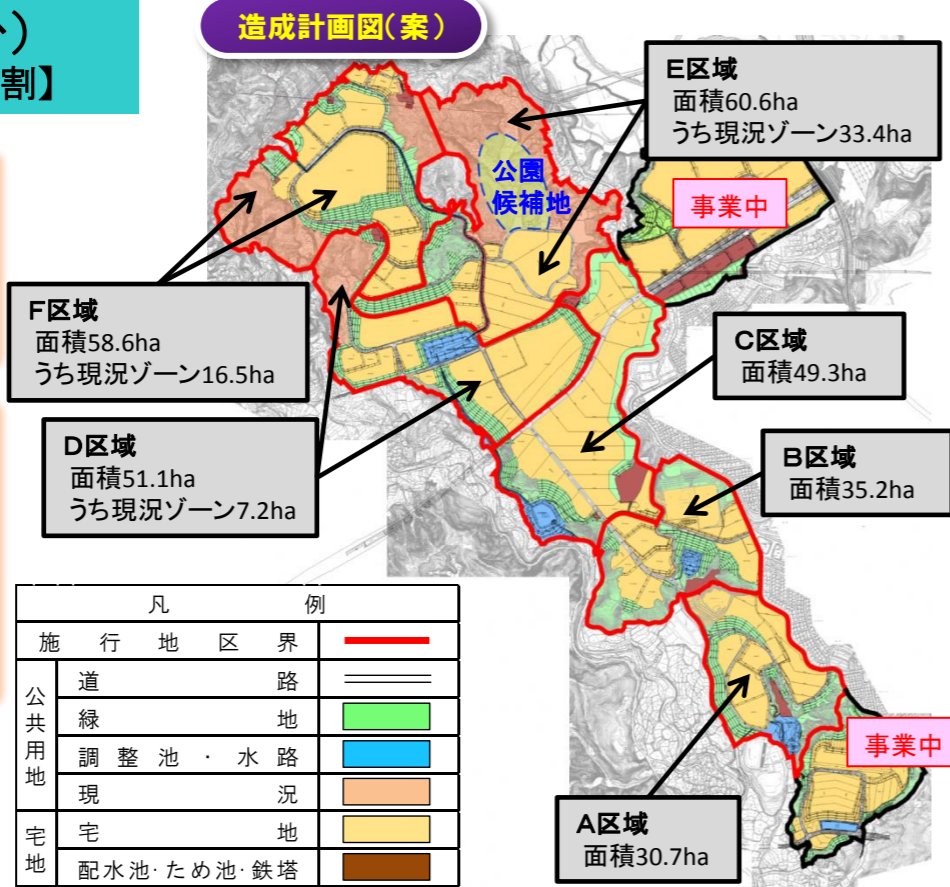 割】
造成計画図（案）
E区域
面積60.6ha
うち現況ゾーン33.4ha
公園
候補地
事業中
F区域
面積58.6ha
うち現況ゾーン16.5ha
C区域
面積49.3ha
D区域
面積51.1ha
うち現況ゾーン7.2ha
B区域
面積35.2ha
事業中
A区域
面積30.7ha
凡例
施行地区界
公共用地
道路
緑地
調整池・水路
現況
宅地
宅地
配水池・ため池・鉄塔